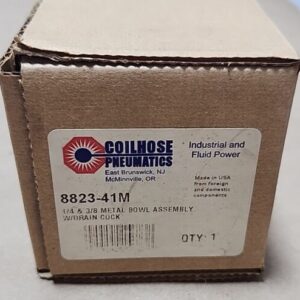 COILHOSE
PNEUMATICS
East Brunswick, NJ
McMinnville, OR
Industrial and
Fluid Power
Made in USA
from foreign
and domestic
components
8823-41M
1/4 & 3/8 METAL BOWL ASSEMBLY
W/DRAIN COCK
QTY: 1